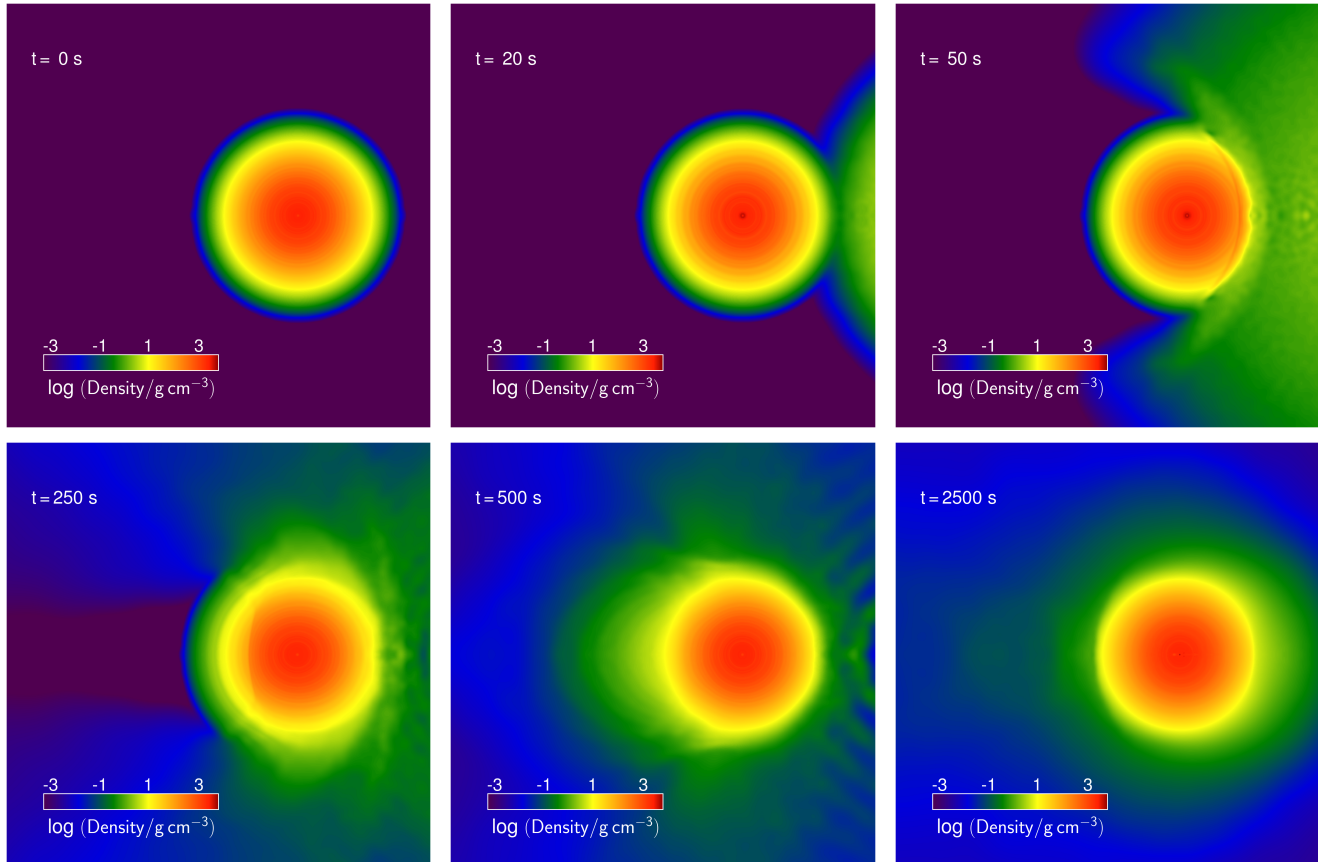 t= 0 s
t= 20 s
t= 50 s
-3 -1 1 3
log (Density/g cm⁻³)
-3 -1 1 3
log (Density/g cm⁻³)
-3 -1 1 3
log (Density/g cm⁻³)
t=250 s
t=500 s
t=2500 s
-3 -1 1 3
log (Density/g cm⁻³)
-3 -1 1 3
log (Density/g cm⁻³)
-3 -1 1 3
log (Density/g cm⁻³)